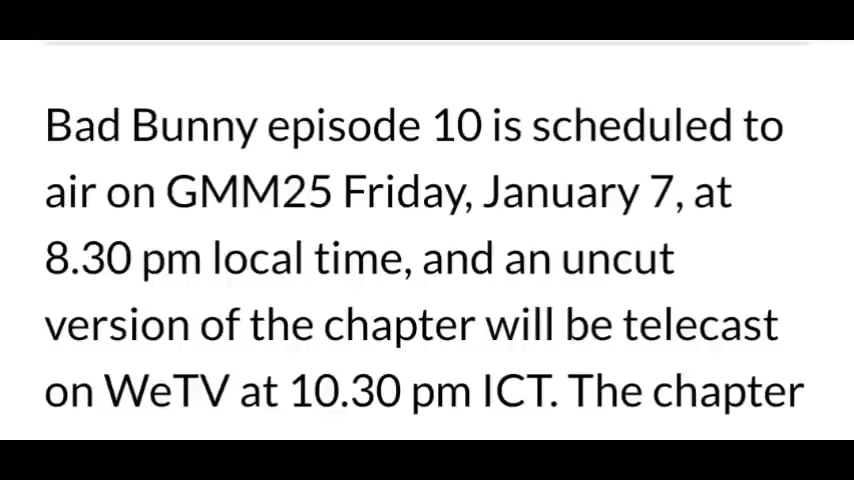 Bad Bunny episode 10 is scheduled to
air on GMM25 Friday, January 7, at
8.30 pm local time, and an uncut
version of the chapter will be telecast
on WeTV at 10.30 pm ICT. The chapter